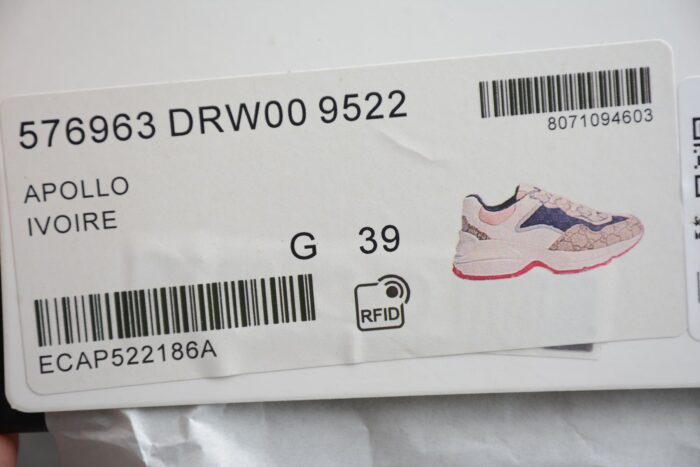 576963 DRW00 9522
8071094603
APOLLO
IVOIRE
G 39
RFID
ECAP522186A